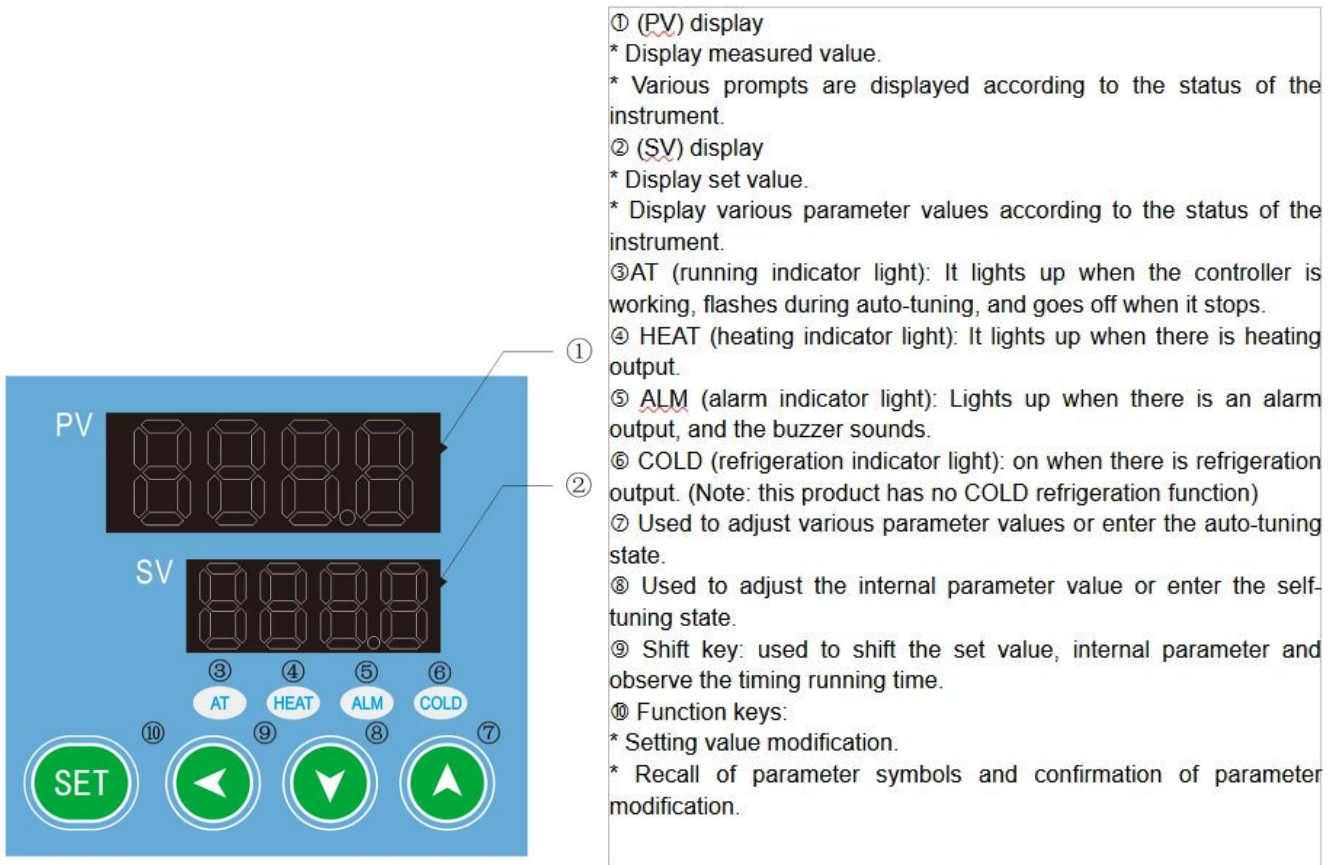 ① (PV) display
* Display measured value.
* Various prompts are displayed according to the status of the
instrument.
② (SV) display
* Display set value.
* Display various parameter values according to the status of the
instrument.
③AT (running indicator light): It lights up when the controller is
working, flashes during auto-tuning, and goes off when it stops.
④ HEAT (heating indicator light): It lights up when there is heating
output.
⑤ ALM (alarm indicator light): Lights up when there is an alarm
output, and the buzzer sounds.
⑥ COLD (refrigeration indicator light): on when there is refrigeration
output. (Note: this product has no COLD refrigeration function)
⑦ Used to adjust various parameter values or enter the auto-tuning
state.
⑧ Used to adjust the internal parameter value or enter the self-
tuning state.
⑨ Shift key: used to shift the set value, internal parameter and
observe the timing running time.
⑩ Function keys:
* Setting value modification.
* Recall of parameter symbols and confirmation of parameter
modification.
①
PV
②
SV
③ ④ ⑤ ⑥
AT HEAT ALM COLD
⑩ ⑨ ⑧ ⑦
SET